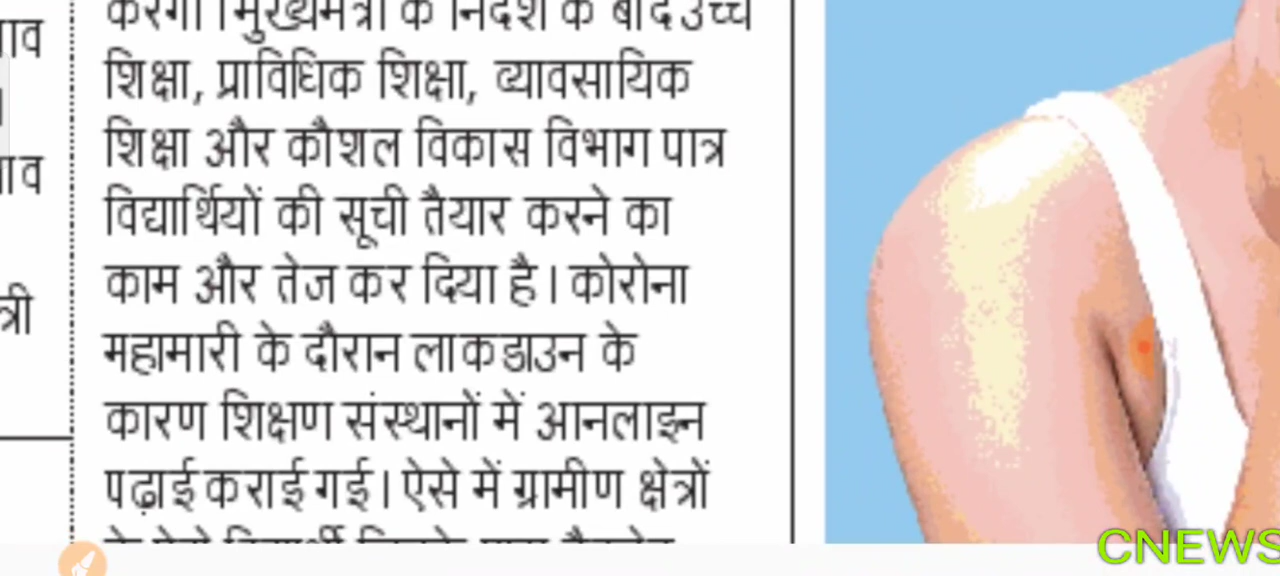 ाव
ाव
त्री
करेगी। मुख्यमंत्री के निर्देश के बाद उच्च
शिक्षा, प्राविधिक शिक्षा, व्यावसायिक
शिक्षा और कौशल विकास विभाग पात्र
विद्यार्थियों की सूची तैयार करने का
काम और तेज कर दिया है। कोरोना
महामारी के दौरान लाकडाउन के
कारण शिक्षण संस्थानों में आनलाइन
पढ़ाई कराई गई। ऐसे में ग्रामीण क्षेत्रों
CNEWS